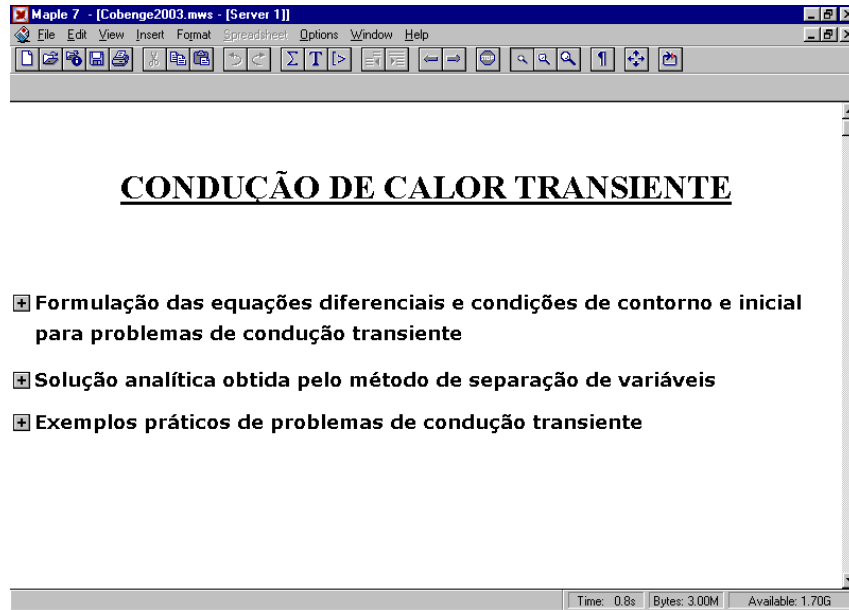 Maple 7 - [Cobenge2003.mws - [Server 1]]
File Edit View Insert Format Spreadsheet Options Window Help
Σ T [>
STOP
¶
CONDUÇÃO DE CALOR TRANSIENTE
Formulação das equações diferenciais e condições de contorno e inicial
para problemas de condução transiente
Solução analítica obtida pelo método de separação de variáveis
Exemplos práticos de problemas de condução transiente
Time: 0.8s Bytes: 3.00M Available: 1.70G